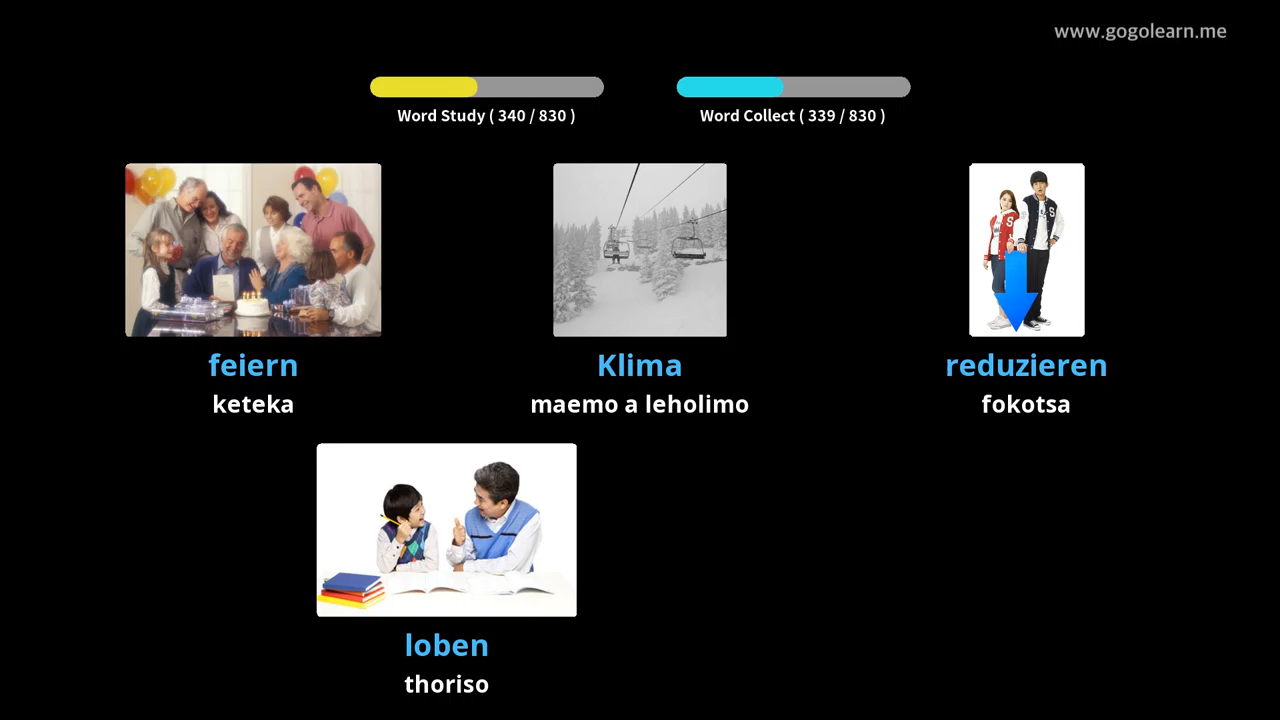 www.gogolearn.me
Word Study ( 340 / 830 )
Word Collect ( 339 / 830 )
feiern
keteka
Klima
maemo a leholimo
reduzieren
fokotsa
loben
thoriso